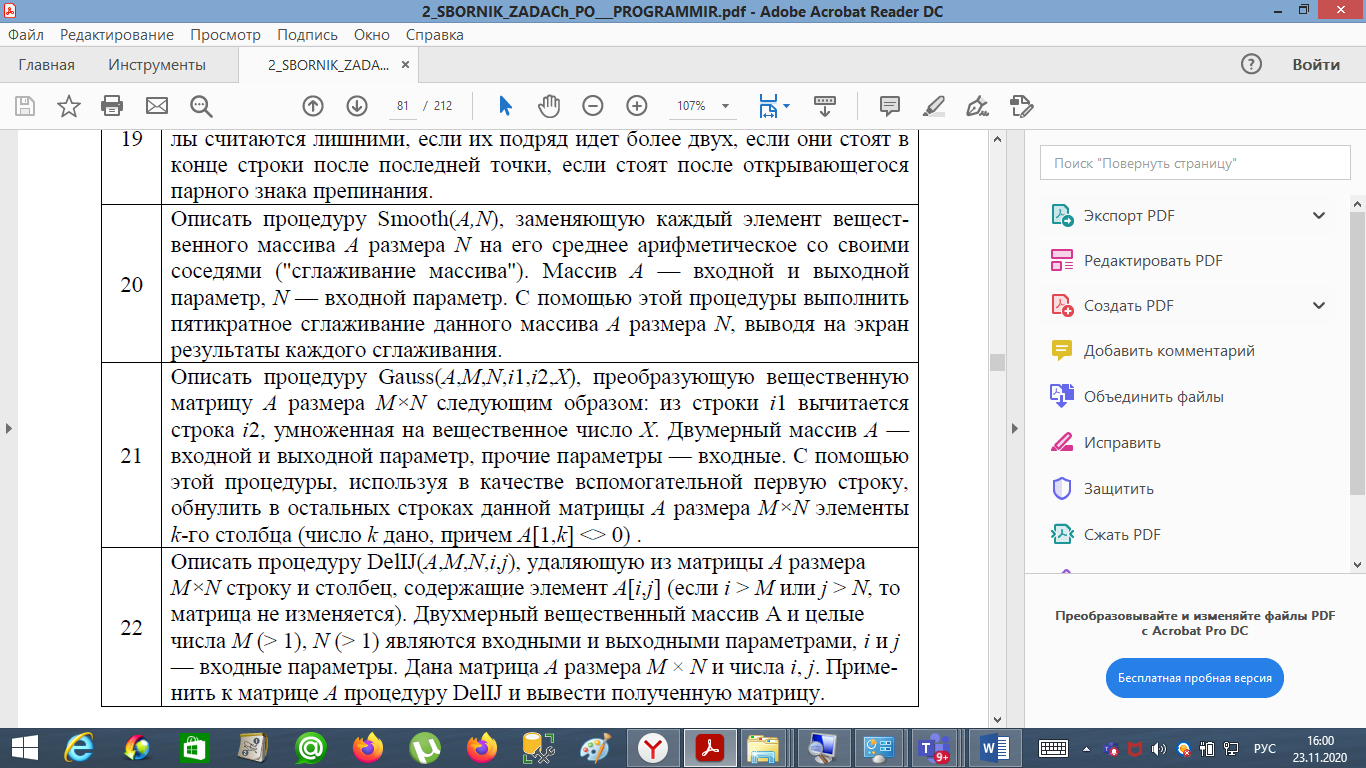 2_SBORNIK_ZADACh_PO___PROGRAMMIR.pdf - Adobe Acrobat Reader DC
Файл Редактирование Просмотр Подпись Окно Справка
Главная Инструменты 2_SBORNIK_ZADA... × Войти
81 / 212 107%
19
лы считаются лишними, если их подряд идет более двух, если они стоят в
конце строки после последней точки, если стоят после открывающегося
парного знака препинания.
20
Описать процедуру Smooth(A,N), заменяющую каждый элемент вещест-
венного массива A размера N на его среднее арифметическое со своими
соседями ("сглаживание массива"). Массив A — входной и выходной
параметр, N — входной параметр. С помощью этой процедуры выполнить
пятикратное сглаживание данного массива A размера N, выводя на экран
результаты каждого сглаживания.
21
Описать процедуру Gauss(A,M,N,i1,i2,X), преобразующую вещественную
матрицу A размера M×N следующим образом: из строки i1 вычитается
строка i2, умноженная на вещественное число X. Двумерный массив A —
входной и выходной параметр, прочие параметры — входные. С помощью
этой процедуры, используя в качестве вспомогательной первую строку,
обнулить в остальных строках данной матрицы A размера M×N элементы
k-го столбца (число k дано, причем A[1,k] <> 0) .
22
Описать процедуру DelIJ(A,M,N,i,j), удаляющую из матрицы A размера
M×N строку и столбец, содержащие элемент A[i,j] (если i > M или j > N, то
матрица не изменяется). Двухмерный вещественный массив А и целые
числа M (> 1), N (> 1) являются входными и выходными параметрами, i и j
— входные параметры. Дана матрица A размера M × N и числа i, j. Приме-
нить к матрице A процедуру DelIJ и вывести полученную матрицу.
Поиск "Повернуть страницу"
Экспорт PDF
Редактировать PDF
Создать PDF
Добавить комментарий
Объединить файлы
Исправить
Защитить
Сжать PDF
Преобразовывайте и изменяйте файлы PDF
с Acrobat Pro DC
Бесплатная пробная версия
9+
РУС
16:00
23.11.2020